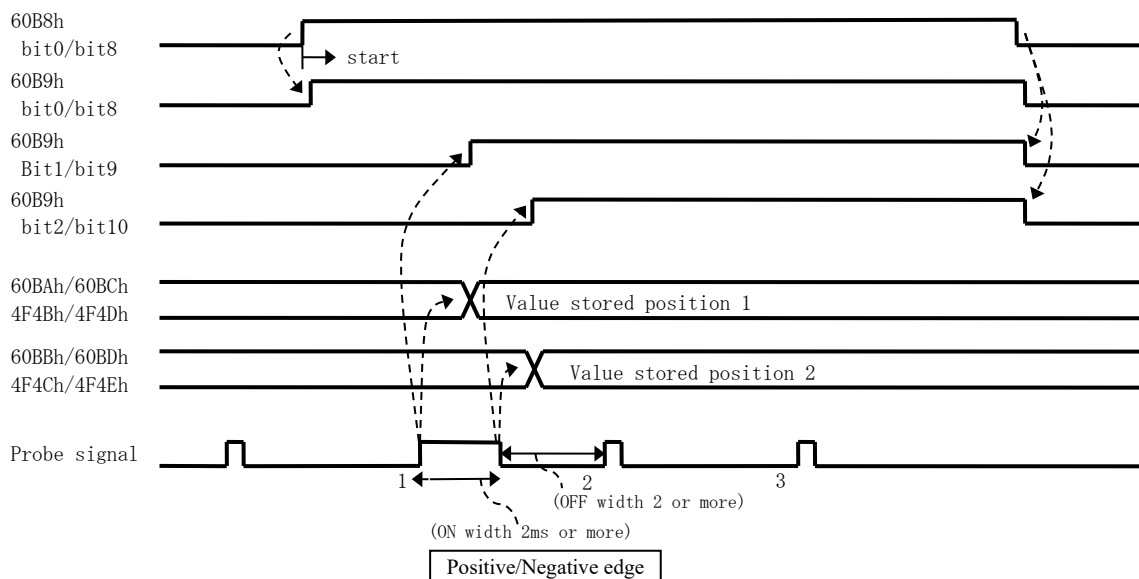 60B8h
bit0/bit8
start
60B9h
bit0/bit8
60B9h
Bit1/bit9
60B9h
bit2/bit10
60BAh/60BCh
4F4Bh/4F4Dh
Value stored position 1
60BBh/60BDh
4F4Ch/4F4Eh
Value stored position 2
Probe signal
1
2
3
(OFF width 2 or more)
(ON width 2ms or more)
Positive/Negative edge